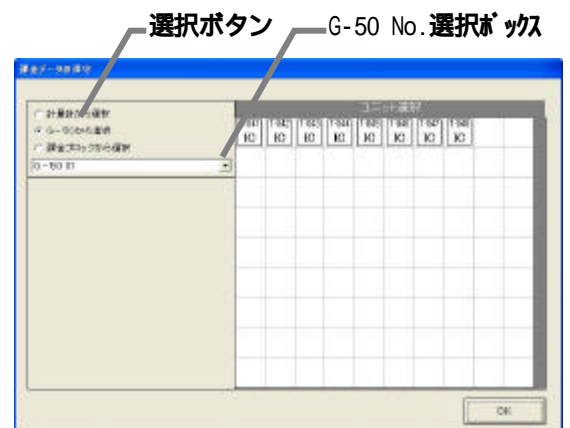 選択ボタン G-50 No.選択ボックス
ユニット選択
計量計から選択
G-50から選択
課金ブロックから選択
IC IC IC IC IC IC IC IC
OK